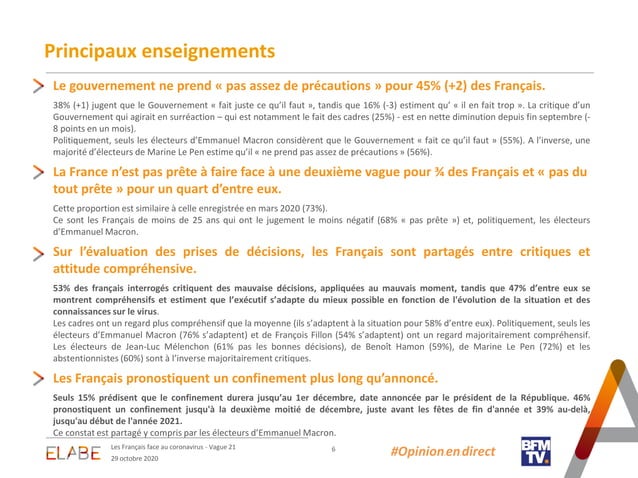 Principaux enseignements
Le gouvernement ne prend « pas assez de précautions » pour 45% (+2) des Français.
38% (+1) jugent que le Gouvernement « fait juste ce qu’il faut », tandis que 16% (-3) estiment qu’ « il en fait trop ». La critique d’un
Gouvernement qui agirait en surréaction – qui est notamment le fait des cadres (25%) - est en nette diminution depuis fin septembre (-
8 points en un mois).
Politiquement, seuls les électeurs d’Emmanuel Macron considèrent que le Gouvernement « fait ce qu’il faut » (55%). A l’inverse, une
majorité d’électeurs de Marine Le Pen estime qu’il « ne prend pas assez de précautions » (56%).
La France n’est pas prête à faire face à une deuxième vague pour ¾ des Français et « pas du
tout prête » pour un quart d’entre eux.
Cette proportion est similaire à celle enregistrée en mars 2020 (73%).
Ce sont les Français de moins de 25 ans qui ont le jugement le moins négatif (68% « pas prête ») et, politiquement, les électeurs
d’Emmanuel Macron.
Sur l’évaluation des prises de décisions, les Français sont partagés entre critiques et
attitude compréhensive.
53% des français interrogés critiquent des mauvaise décisions, appliquées au mauvais moment, tandis que 47% d’entre eux se
montrent compréhensifs et estiment que l’exécutif s’adapte du mieux possible en fonction de l'évolution de la situation et des
connaissances sur le virus.
Les cadres ont un regard plus compréhensif que la moyenne (ils s’adaptent à la situation pour 58% d’entre eux). Politiquement, seuls les
électeurs d’Emmanuel Macron (76% s’adaptent) et de François Fillon (54% s’adaptent) ont un regard majoritairement compréhensif.
Les électeurs de Jean-Luc Mélenchon (61% pas les bonnes décisions), de Benoît Hamon (59%), de Marine Le Pen (72%) et les
abstentionnistes (60%) sont à l’inverse majoritairement critiques.
Les Français pronostiquent un confinement plus long qu’annoncé.
Seuls 15% prédisent que le confinement durera jusqu’au 1er décembre, date annoncée par le président de la République. 46%
pronostiquent un confinement jusqu'à la deuxième moitié de décembre, juste avant les fêtes de fin d'année et 39% au-delà,
jusqu'au début de l'année 2021.
Ce constat est partagé y compris par les électeurs d’Emmanuel Macron.
ELABE
Les Français face au coronavirus - Vague 21
29 octobre 2020
6
#Opinionendirect
BFM
TV.